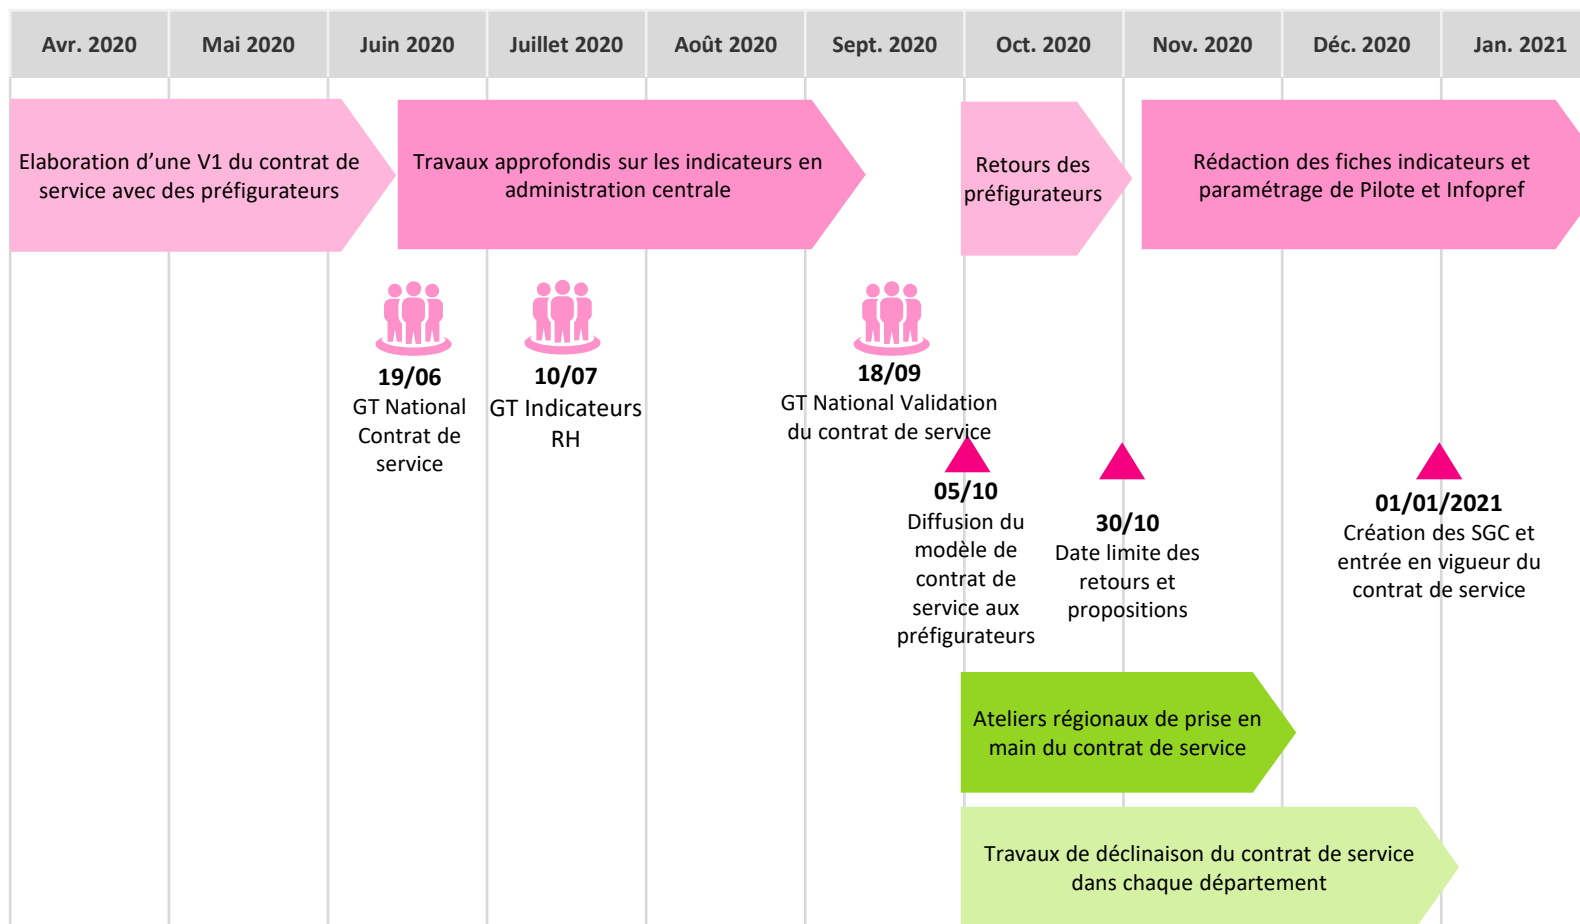 Avr. 2020
Mai 2020
Juin 2020
Juillet 2020
Août 2020
Sept. 2020
Oct. 2020
Nov. 2020
Déc. 2020
Jan. 2021
Elaboration d’une V1 du contrat de
service avec des préfigurateurs
Travaux approfondis sur les indicateurs en
administration centrale
Retours des
préfigurateurs
Rédaction des fiches indicateurs et
paramétrage de Pilote et Infopref
19/06
GT National
Contrat de
service
10/07
GT Indicateurs
RH
18/09
GT National Validation
du contrat de service
05/10
Diffusion du
modèle de
contrat de
service aux
préfigurateurs
30/10
Date limite des
retours et
propositions
01/01/2021
Création des SGC et
entrée en vigueur du
contrat de service
Ateliers régionaux de prise en
main du contrat de service
Travaux de déclinaison du contrat de service
dans chaque département